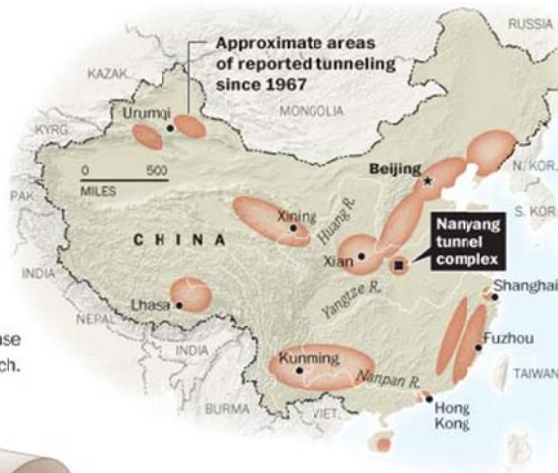 Approximate areas
of reported tunneling
since 1967
RUSSIA
KAZAK.
MONGOLIA
Urumqi
KYRG.
0 500
MILES
Beijing
N. KOR.
PAK.
S. KOR.
Xining
Huang R.
Nanyang
tunnel
complex
CHINA
Xian
INDIA
Yangtze R.
Shanghai
Lhasa
NEPAL
ase
Fuzhou
INDIA
ch.
Kunming
Nanpan R.
TAIWAN
BURMA
VIET.
Hong
Kong